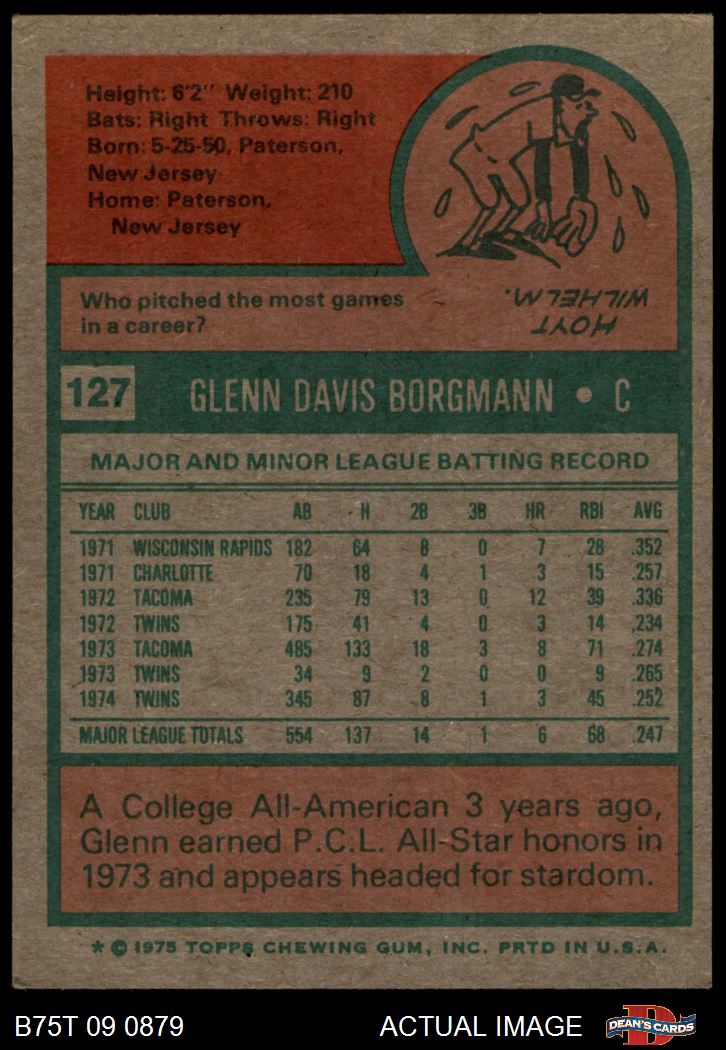 Height: 6'2" Weight: 210
Bats: Right Throws: Right
Born: 5-25-50, Paterson,
New Jersey
Home: Paterson,
New Jersey
Who pitched the most games
in a career?
HOYT
WILHELM.
127 GLENN DAVIS BORGMANN • C
MAJOR AND MINOR LEAGUE BATTING RECORD
YEAR CLUB AB H 2B 3B HR RBI AVG
1971 WISCONSIN RAPIDS 182 64 8 0 7 28 .352
1971 CHARLOTTE 70 18 4 1 3 15 .257
1972 TACOMA 235 79 13 0 12 39 .336
1972 TWINS 175 41 4 0 3 14 .234
1973 TACOMA 485 133 18 3 8 71 .274
1973 TWINS 34 9 2 0 0 9 .265
1974 TWINS 345 87 8 1 3 45 .252
MAJOR LEAGUE TOTALS 554 137 14 1 6 68 .247
A College All-American 3 years ago,
Glenn earned P.C.L. All-Star honors in
1973 and appears headed for stardom.
* © 1975 TOPPS CHEWING GUM, INC. PRTD IN U.S.A.
B75T 09 0879 ACTUAL IMAGE D DEAN'S CARDS